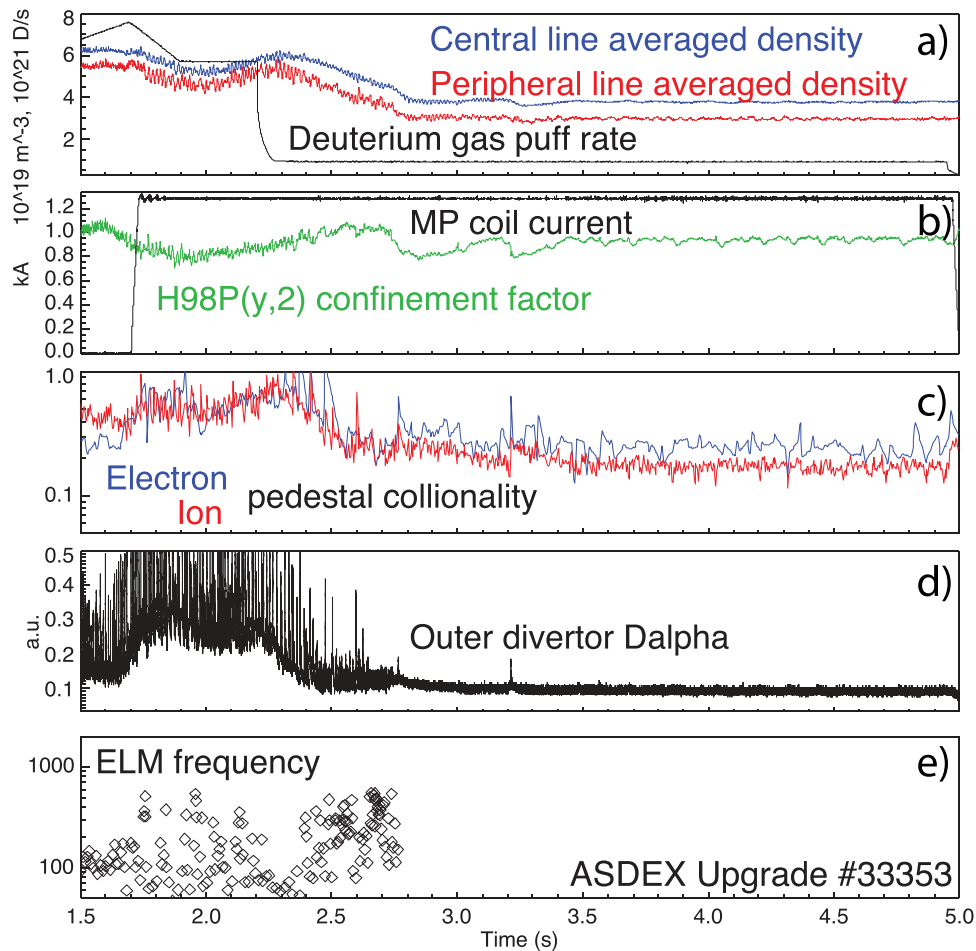 10^19 m^-3, 10^21 D/s
8
6
4
2
Central line averaged density
a)
Peripheral line averaged density
Deuterium gas puff rate
kA
1.2
1.0
0.8
0.6
0.4
0.2
0.0
b)
MP coil current
H98P(y,2) confinement factor
1.0
0.1
c)
Electron
Ion
pedestal collionality
a.u.
0.5
0.4
0.3
0.2
0.1
d)
Outer divertor Dalpha
1000
100
ELM frequency
e)
ASDEX Upgrade #33353
1.5 2.0 2.5 3.0 3.5 4.0 4.5 5.0
Time (s)